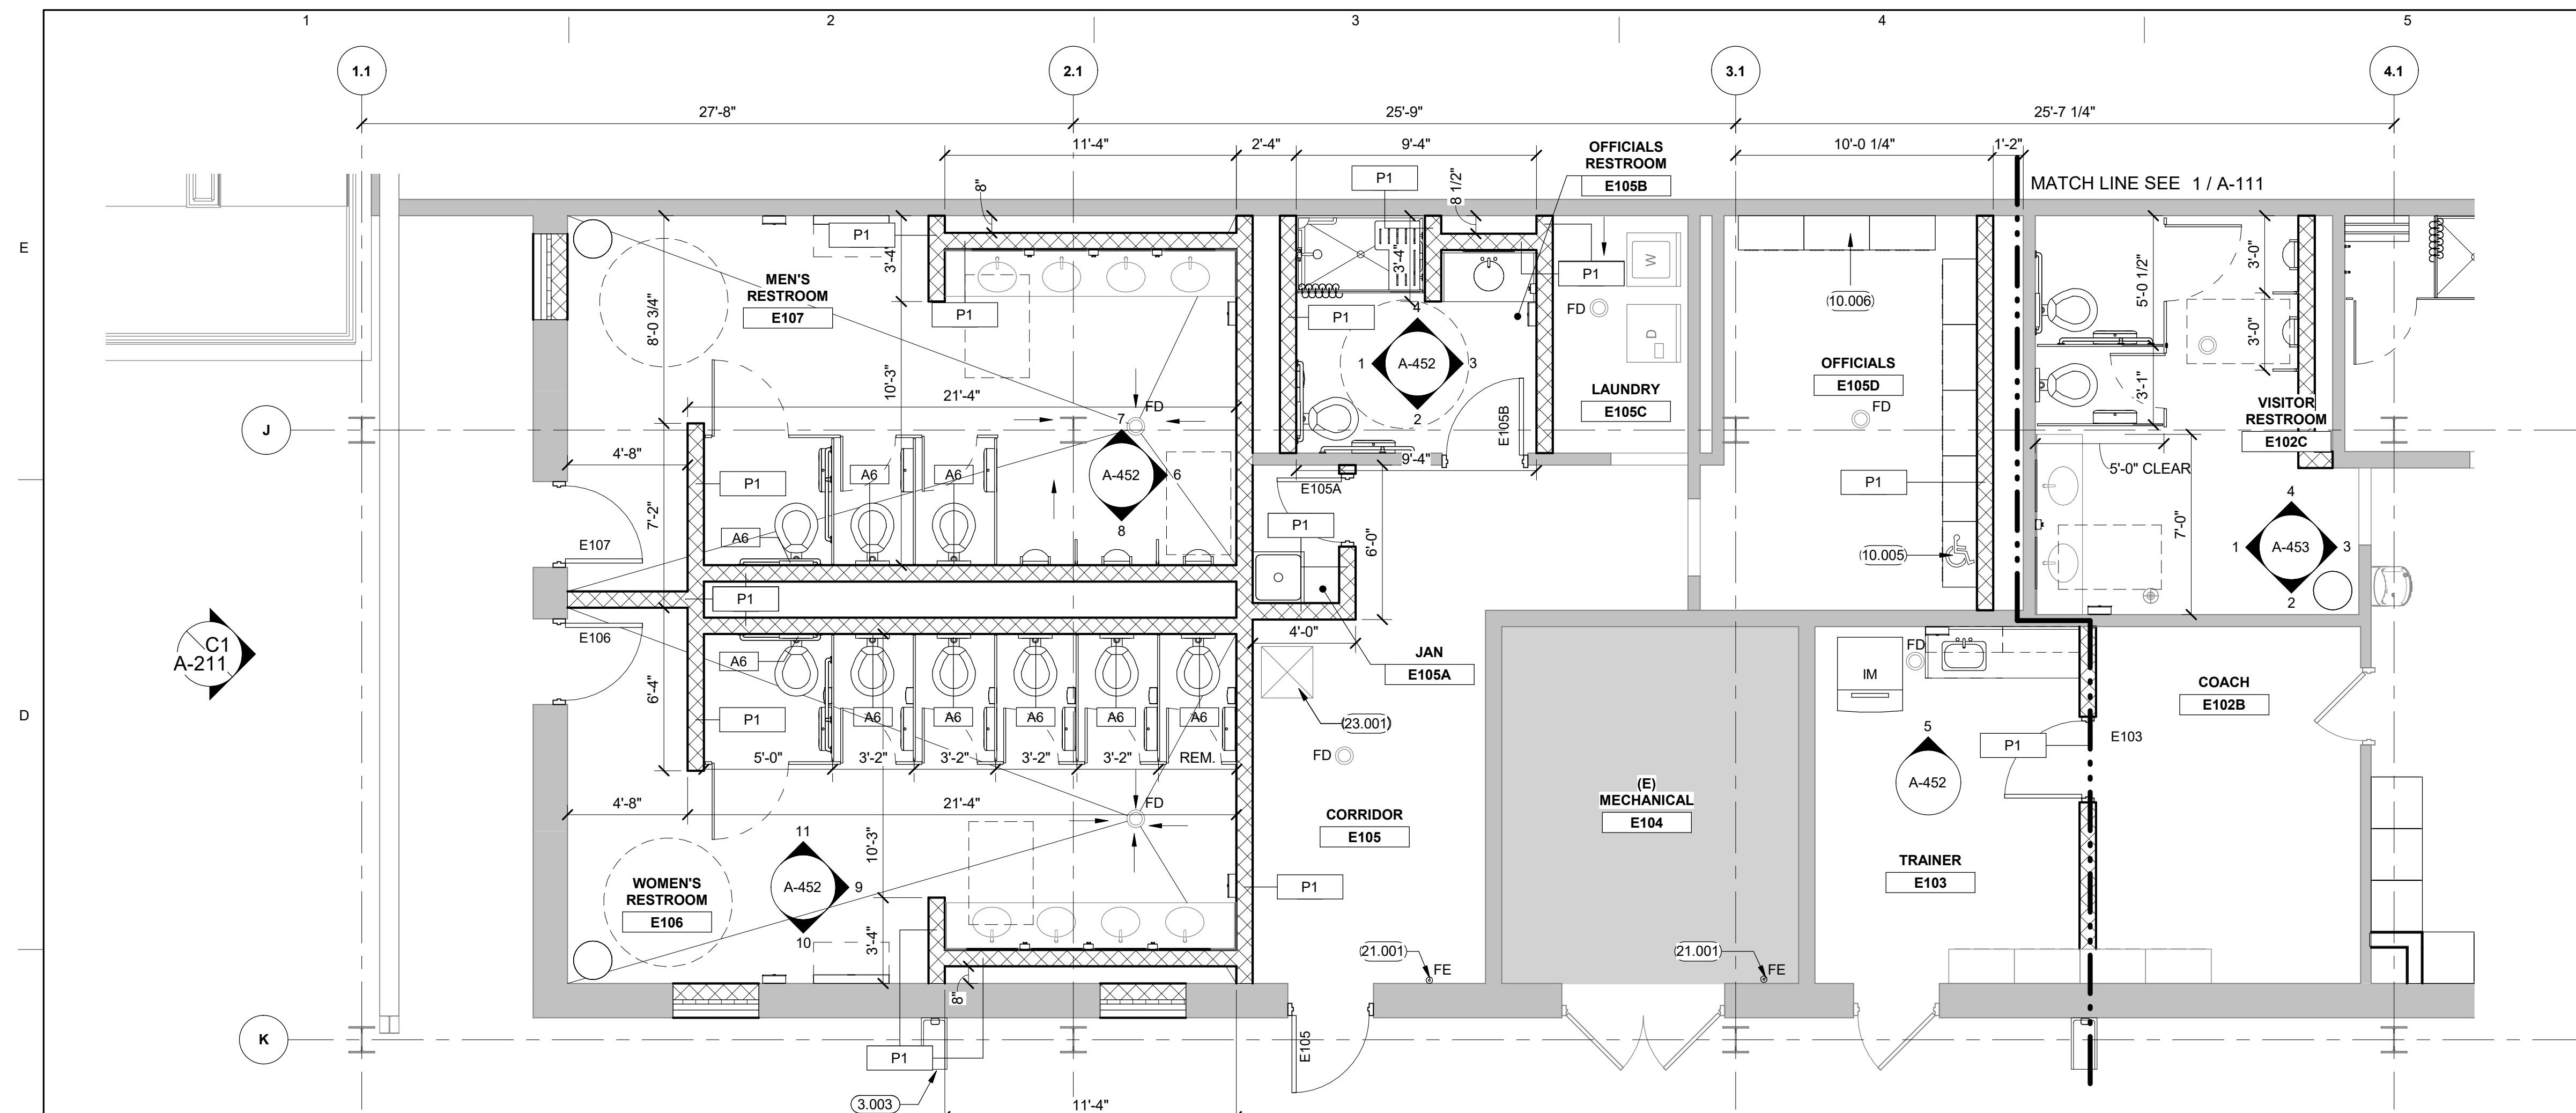 1
2
3
4
5
1.1
2.1
3.1
4.1
27'-8"
25'-9"
25'-7 1/4"
11'-4"
2'-4"
9'-4"
10'-0 1/4"
1'-2"
OFFICIALS
RESTROOM
E105B
MATCH LINE SEE 1 / A-111
E
8"
P1
8 1/2"
P1
3'-4"
3'-4"
P1
W
MEN'S
RESTROOM
E107
P1
P1
FD
D
(10.006)
5'-0 1/2"
3'-0"
3'-0"
8'-0 3/4"
10'-3"
4
1
A-452
3
2
LAUNDRY
E105C
OFFICIALS
E105D
FD
3'-1"
VISITOR
RESTROOM
E102C
21'-4"
FD
E105B
J
4'-8"
P1
A6
A6
7
A-452
6
8
9'-4"
E105A
P1
5'-0" CLEAR
7'-2"
A6
P1
6'-0"
7'-0"
4
1
A-453
3
2
E107
(10.005)
P1
E106
4'-0"
C1
A-211
A6
JAN
E105A
FD
IM
COACH
E102B
6'-4"
D
P1
A6
A6
A6
A6
A6
(23.001)
5'-0"
3'-2"
3'-2"
3'-2"
3'-2"
REM.
FD
5
A-452
P1
E103
4'-8"
21'-4"
FD
(E)
MECHANICAL
E104
CORRIDOR
E105
10'-3"
11
A-452
9
10
TRAINER
E103
WOMEN'S
RESTROOM
E106
P1
3'-4"
(21.001)
FE
(21.001)
FE
8"
K
P1
E105
3.003
11'-4"